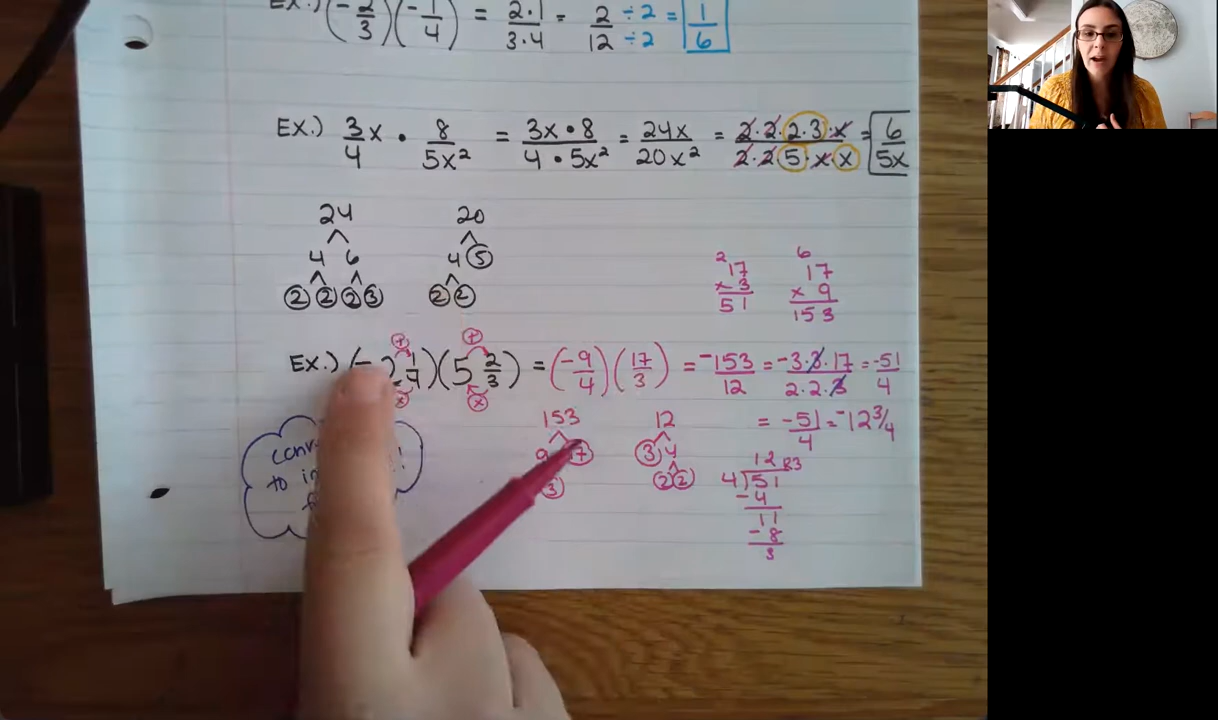 EX.) (-2/3)(-1/4) = 2·1/3·4 = 2/12 ÷2/÷2 = 1/6
EX.) 3/4 x · 8/5x² = 3x·8/4·5x² = 24x/20x² = 2·2·2·3·x/2·2·5·x·x = 6/5x
24 20
4 6 4 5
2 2 2 3 2 2
2 6
17 17
x 3 x 9
51 153
EX.) (-2 1/4)(5 2/3) = (-9/4)(17/3) = -153/12 = -3·3·17/2·2·3 = -51/4
+ +
x x
= -51/4 = -12 3/4
153 12
9 17 3 4
3 2 2
12 R3
4 51
-4
11
-8
3
to